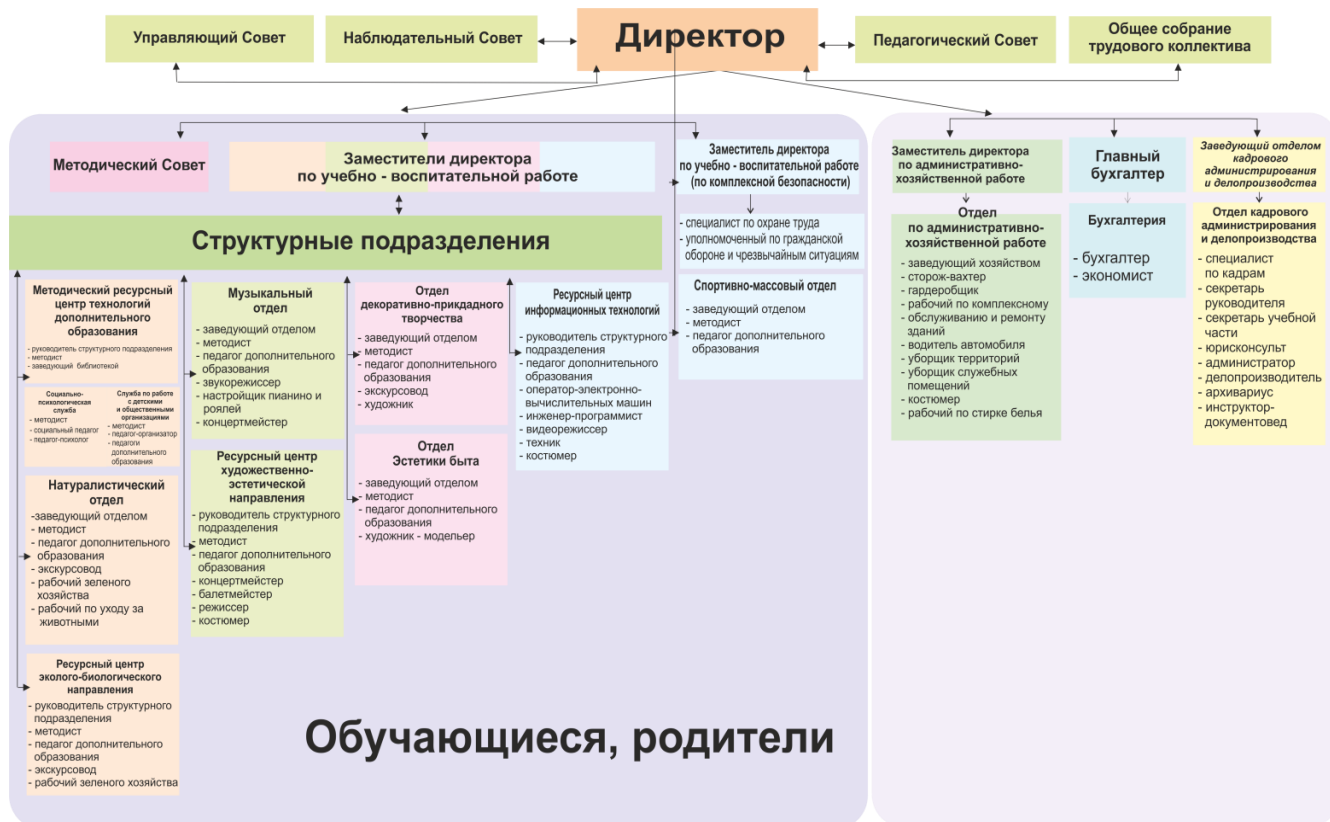 Управляющий Совет
Наблюдательный Совет
Директор
Педагогический Совет
Общее собрание
трудового коллектива
Методический Совет
Заместители директора
по учебно - воспитательной работе
Заместитель директора
по учебно - воспитательной работе
(по комплексной безопасности)
- специалист по охране труда
- уполномоченный по гражданской
обороне и чрезвычайным ситуациям
Структурные подразделения
Методический ресурсный
центр технологий
дополнительного
образования
- руководитель структурного подразделения
- методист
- заведующий библиотекой
Социально-
психологическая
служба
- методист
- социальный педагог
- педагог-психолог
Служба по работе
с детскими
и общественными
организациями
- методист
- педагог-организатор
- педагоги
дополнительного
образования
Натуралистический
отдел
-заведующий отделом
- методист
- педагог дополнительного
образования
- экскурсовод
- рабочий зеленого
хозяйства
- рабочий по уходу за
животными
Ресурсный центр
эколого-биологического
направления
- руководитель структурного
подразделения
- методист
- педагог дополнительного
образования
- экскурсовод
- рабочий зеленого хозяйства
Музыкальный
отдел
- заведующий отделом
- методист
- педагог дополнительного
образования
- звукорежиссер
- настройщик пианино и
роялей
- концертмейстер
Ресурсный центр
художественно-
эстетической
направления
- руководитель структурного
подразделения
- методист
- педагог дополнительного
образования
- концертмейстер
- балетмейстер
- режиссер
- костюмер
Отдел
декоративно-прикдадного
творчества
- заведующий отделом
- методист
- педагог дополнительного
образования
- экскурсовод
- художник
Отдел
Эстетики быта
- заведующий отделом
- методист
- педагог дополнительного
образования
- художник - модельер
Ресурсный центр
информационных технологий
- руководитель структурного
подразделения
- педагог дополнительного
образования
- оператор-электронно-
вычислительных машин
- инженер-программист
- видеорежиссер
- техник
- костюмер
Спортивно-массовый отдел
- заведующий отделом
- методист
- педагог дополнительного
образования
Обучающиеся, родители
Заместитель директора
по административно-
хозяйственной работе
Отдел
по административно-
хозяйственной работе
- заведующий хозяйством
- сторож-вахтер
- гардеробщик
- рабочий по комплексному
- обслуживанию и ремонту
зданий
- водитель автомобиля
- уборщик территорий
- уборщик служебных
помещений
- костюмер
- рабочий по стирке белья
Главный
бухгалтер
Бухгалтерия
- бухгалтер
- экономист
Заведующий отделом
кадрового
администрирования
и делопроизводства
Отдел кадрового
администрирования
и делопроизводства
- специалист
по кадрам
- секретарь
руководителя
- секретарь учебной
части
- юрисконсульт
- администратор
- делопроизводитель
- архивариус
- инструктор-
документовед